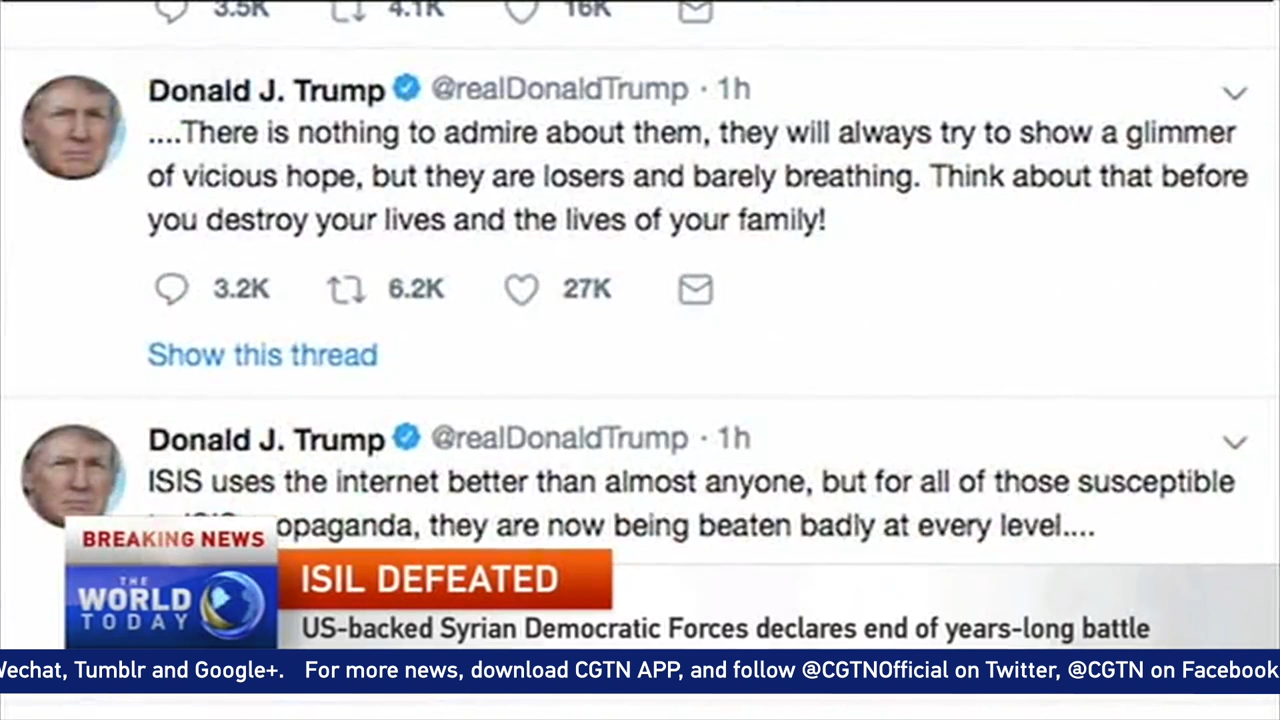 3.5K 4.1K 16K
Donald J. Trump @realDonaldTrump · 1h
....There is nothing to admire about them, they will always try to show a glimmer
of vicious hope, but they are losers and barely breathing. Think about that before
you destroy your lives and the lives of your family!
3.2K 6.2K 27K
Show this thread
Donald J. Trump @realDonaldTrump · 1h
ISIS uses the internet better than almost anyone, but for all of those susceptible
opaganda, they are now being beaten badly at every level....
BREAKING NEWS
THE
WORLD
TODAY
ISIL DEFEATED
US-backed Syrian Democratic Forces declares end of years-long battle
Wechat, Tumblr and Google+. For more news, download CGTN APP, and follow @CGTNOfficial on Twitter, @CGTN on Facebook